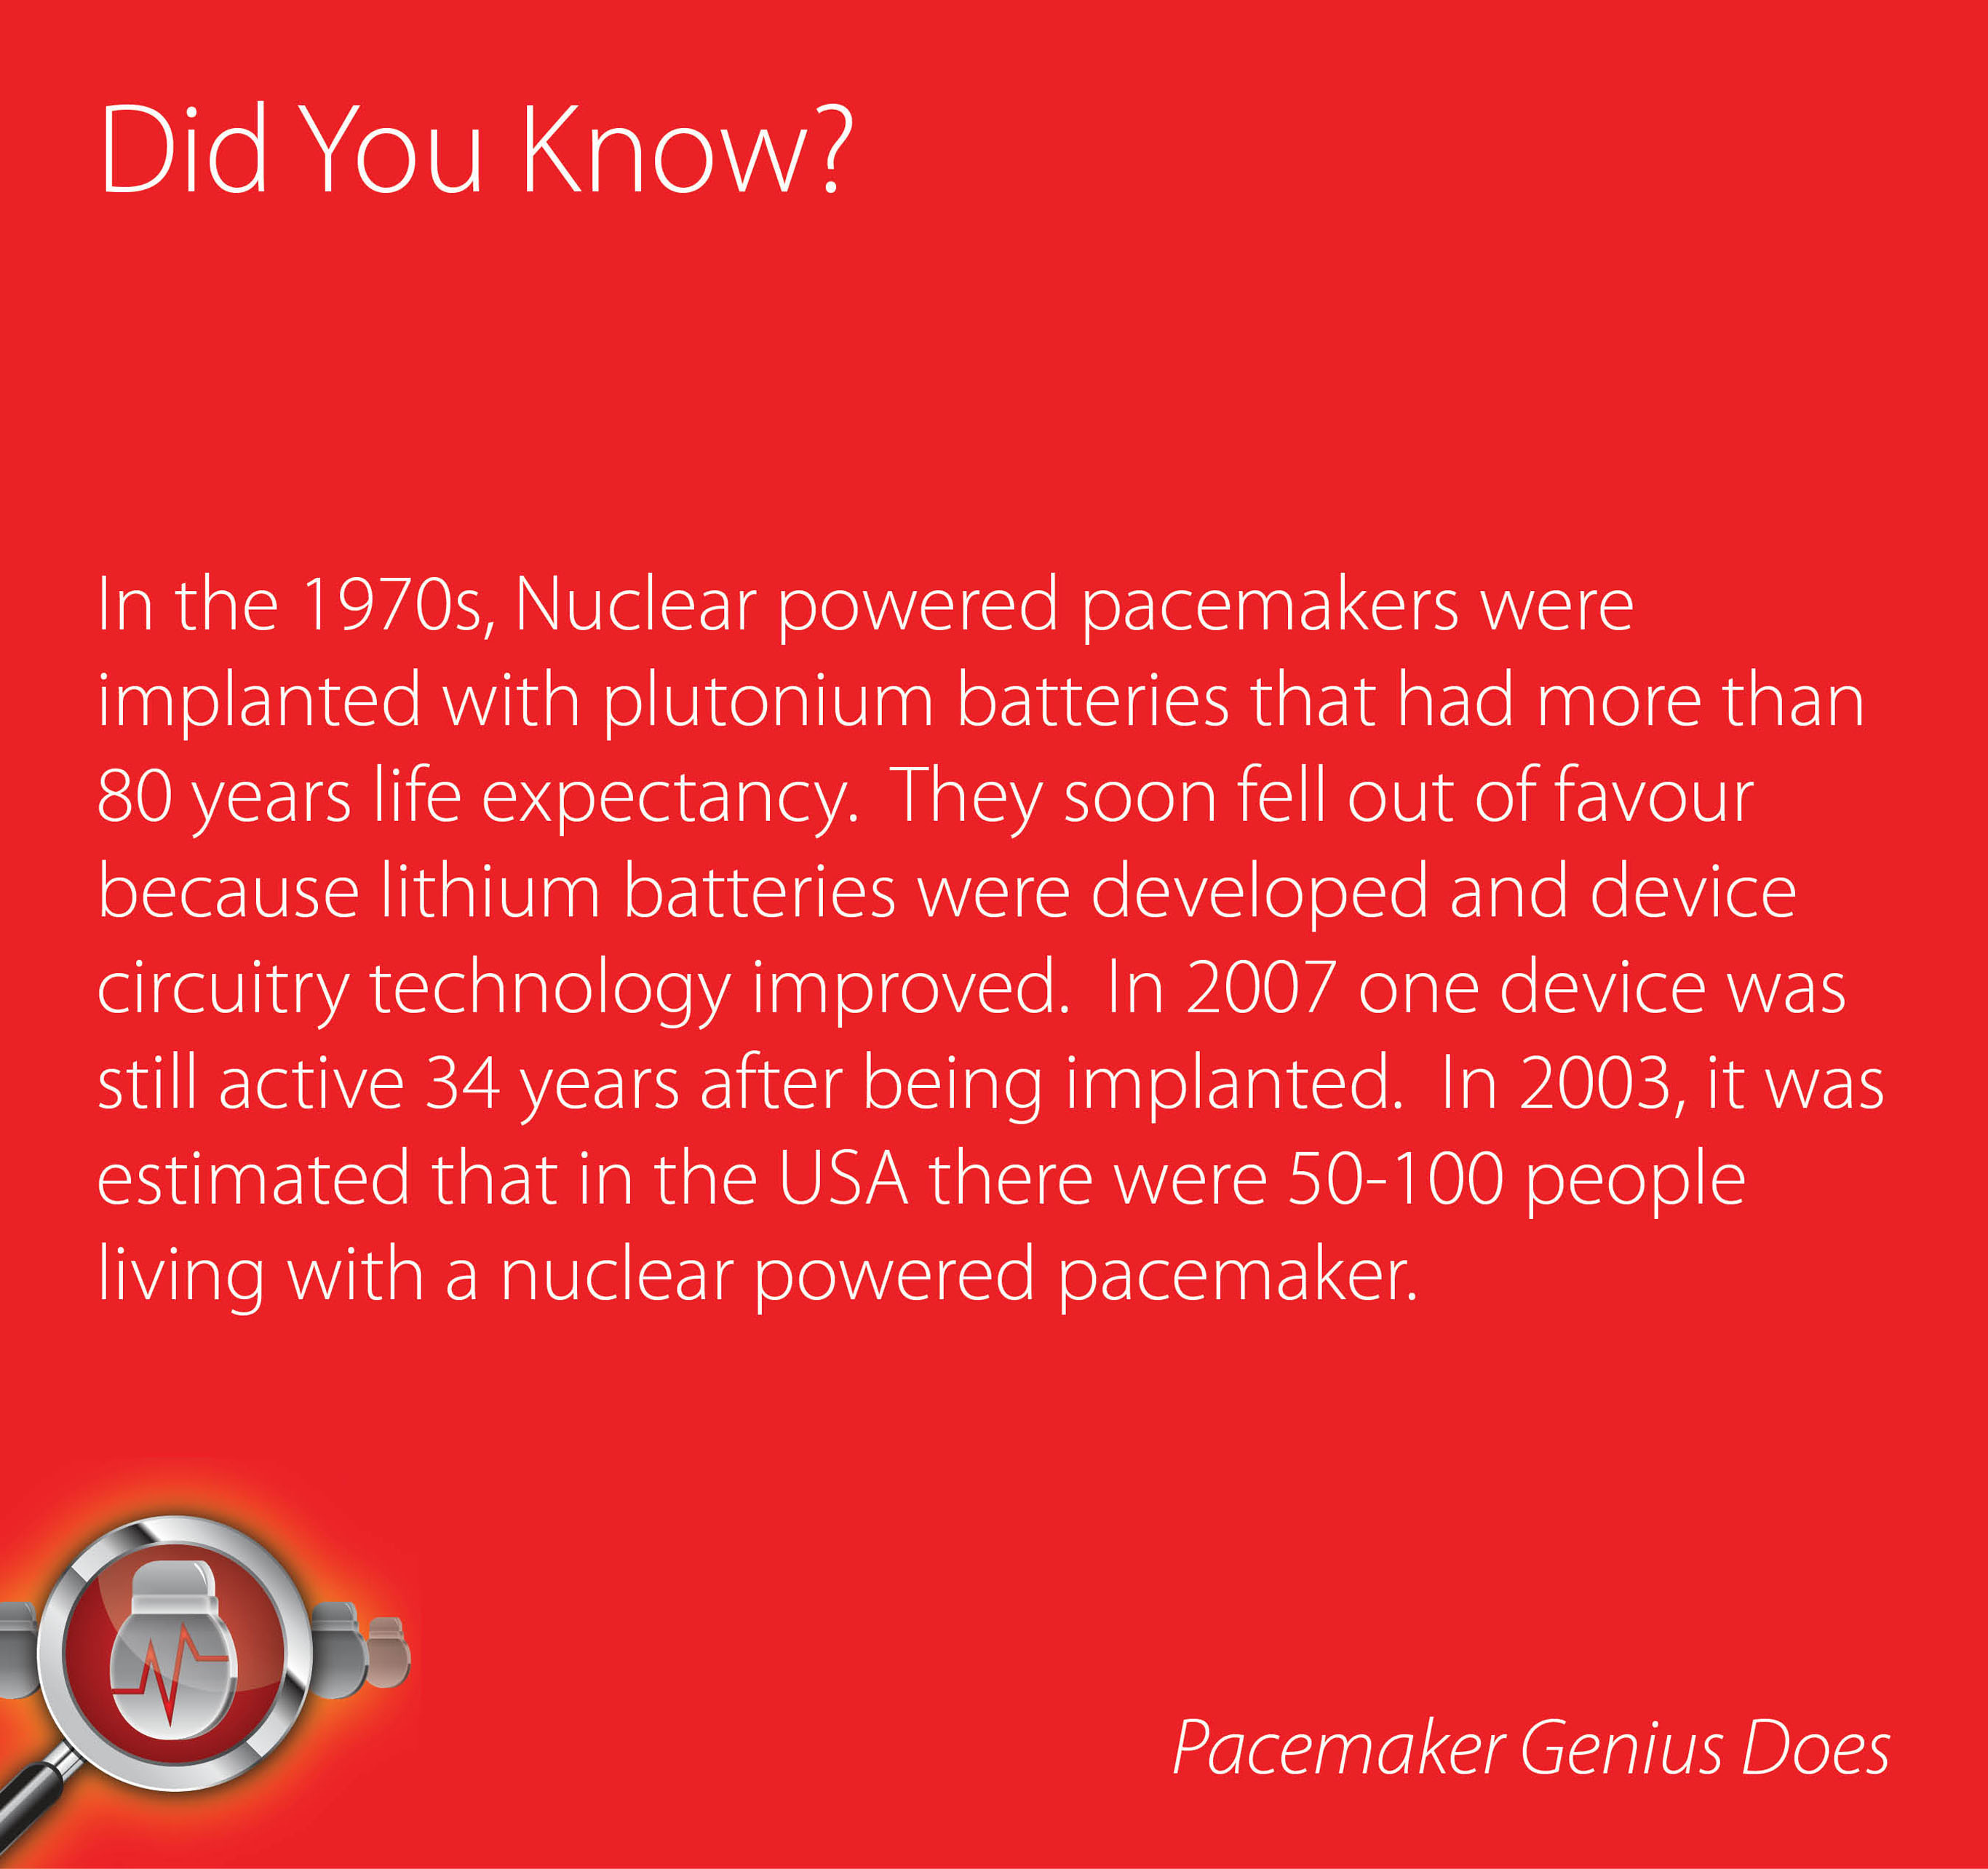 Did You Know?
In the 1970s, Nuclear powered pacemakers were
implanted with plutonium batteries that had more than
80 years life expectancy.  They soon fell out of favour
because lithium batteries were developed and device
circuitry technology improved.  In 2007 one device was
still active 34 years after being implanted.  In 2003, it was
estimated that in the USA there were 50-100 people
living with a nuclear powered pacemaker.
Pacemaker Genius Does